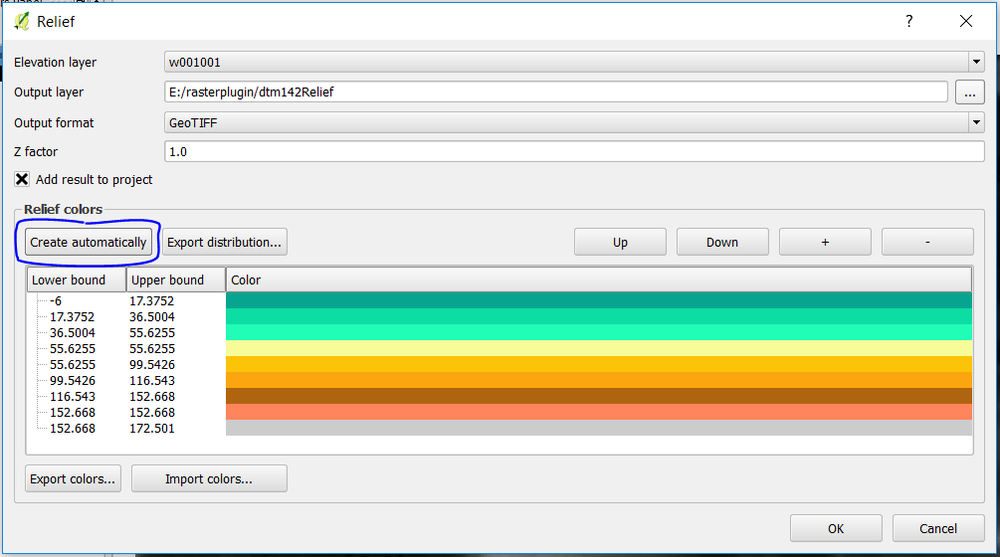 Relief
Elevation layer w001001
Output layer E:/rasterplugin/dtm142Relief ...
Output format GeoTIFF
Z factor 1.0
Add result to project
Relief colors
Create automatically Export distribution... Up Down + -
Lower bound Upper bound Color
-6 17.3752
17.3752 36.5004
36.5004 55.6255
55.6255 55.6255
55.6255 99.5426
99.5426 116.543
116.543 152.668
152.668 152.668
152.668 172.501
Export colors... Import colors...
OK Cancel